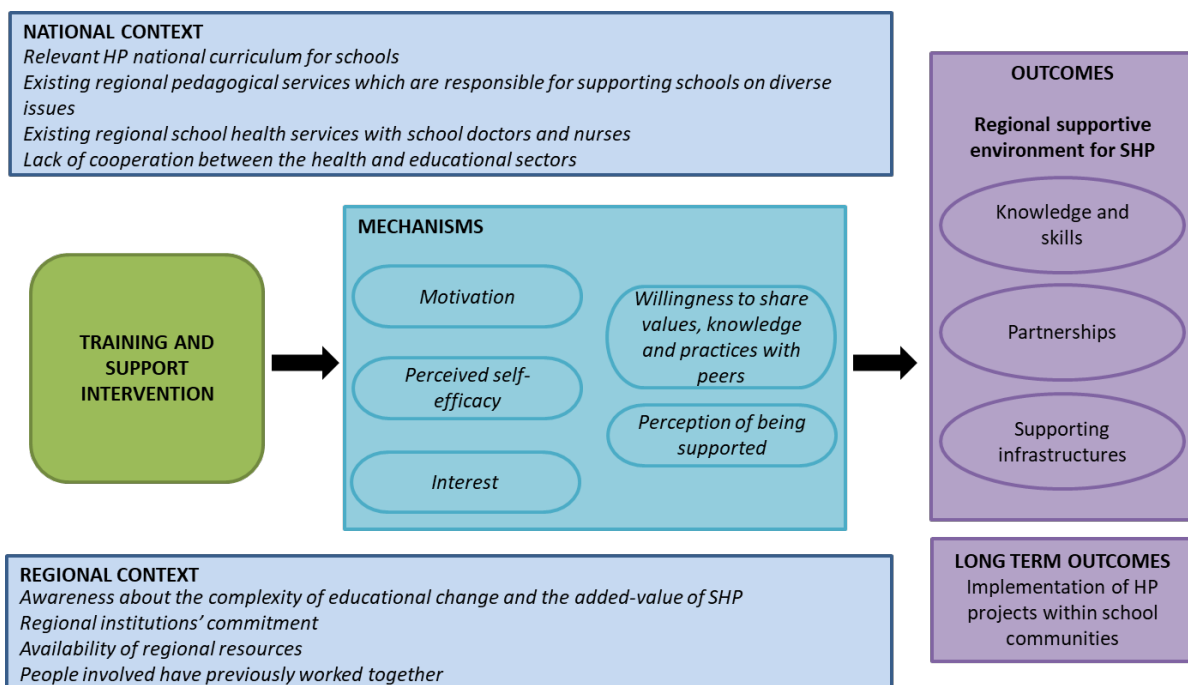 NATIONAL CONTEXT
Relevant HP national curriculum for schools
Existing regional pedagogical services which are responsible for supporting schools on diverse
issues
Existing regional school health services with school doctors and nurses
Lack of cooperation between the health and educational sectors
TRAINING AND
SUPPORT
INTERVENTION
MECHANISMS
Motivation
Perceived self-
efficacy
Interest
Willingness to share
values, knowledge
and practices with
peers
Perception of being
supported
OUTCOMES
Regional supportive
environment for SHP
Knowledge and
skills
Partnerships
Supporting
infrastructures
LONG TERM OUTCOMES
Implementation of HP
projects within school
communities
REGIONAL CONTEXT
Awareness about the complexity of educational change and the added-value of SHP
Regional institutions’ commitment
Availability of regional resources
People involved have previously worked together